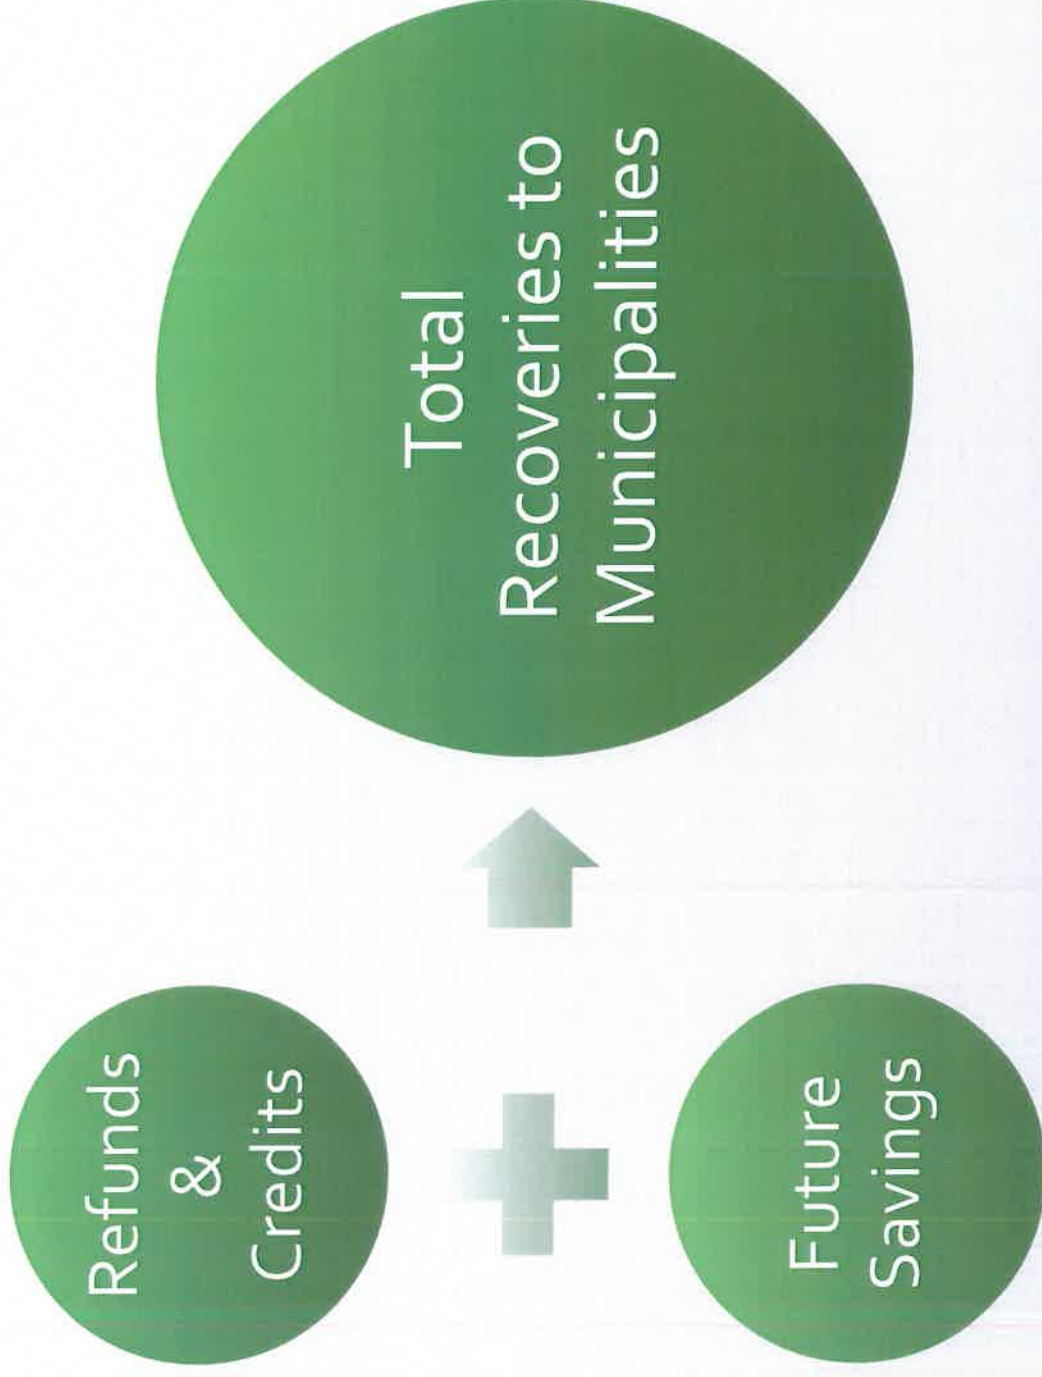 Refunds
&
Credits
Future
Savings
Total
Recoveries to
Municipalities